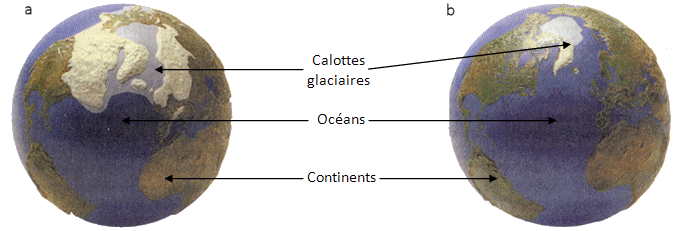 a
b
Calottes
glaciaires
Océans
Continents